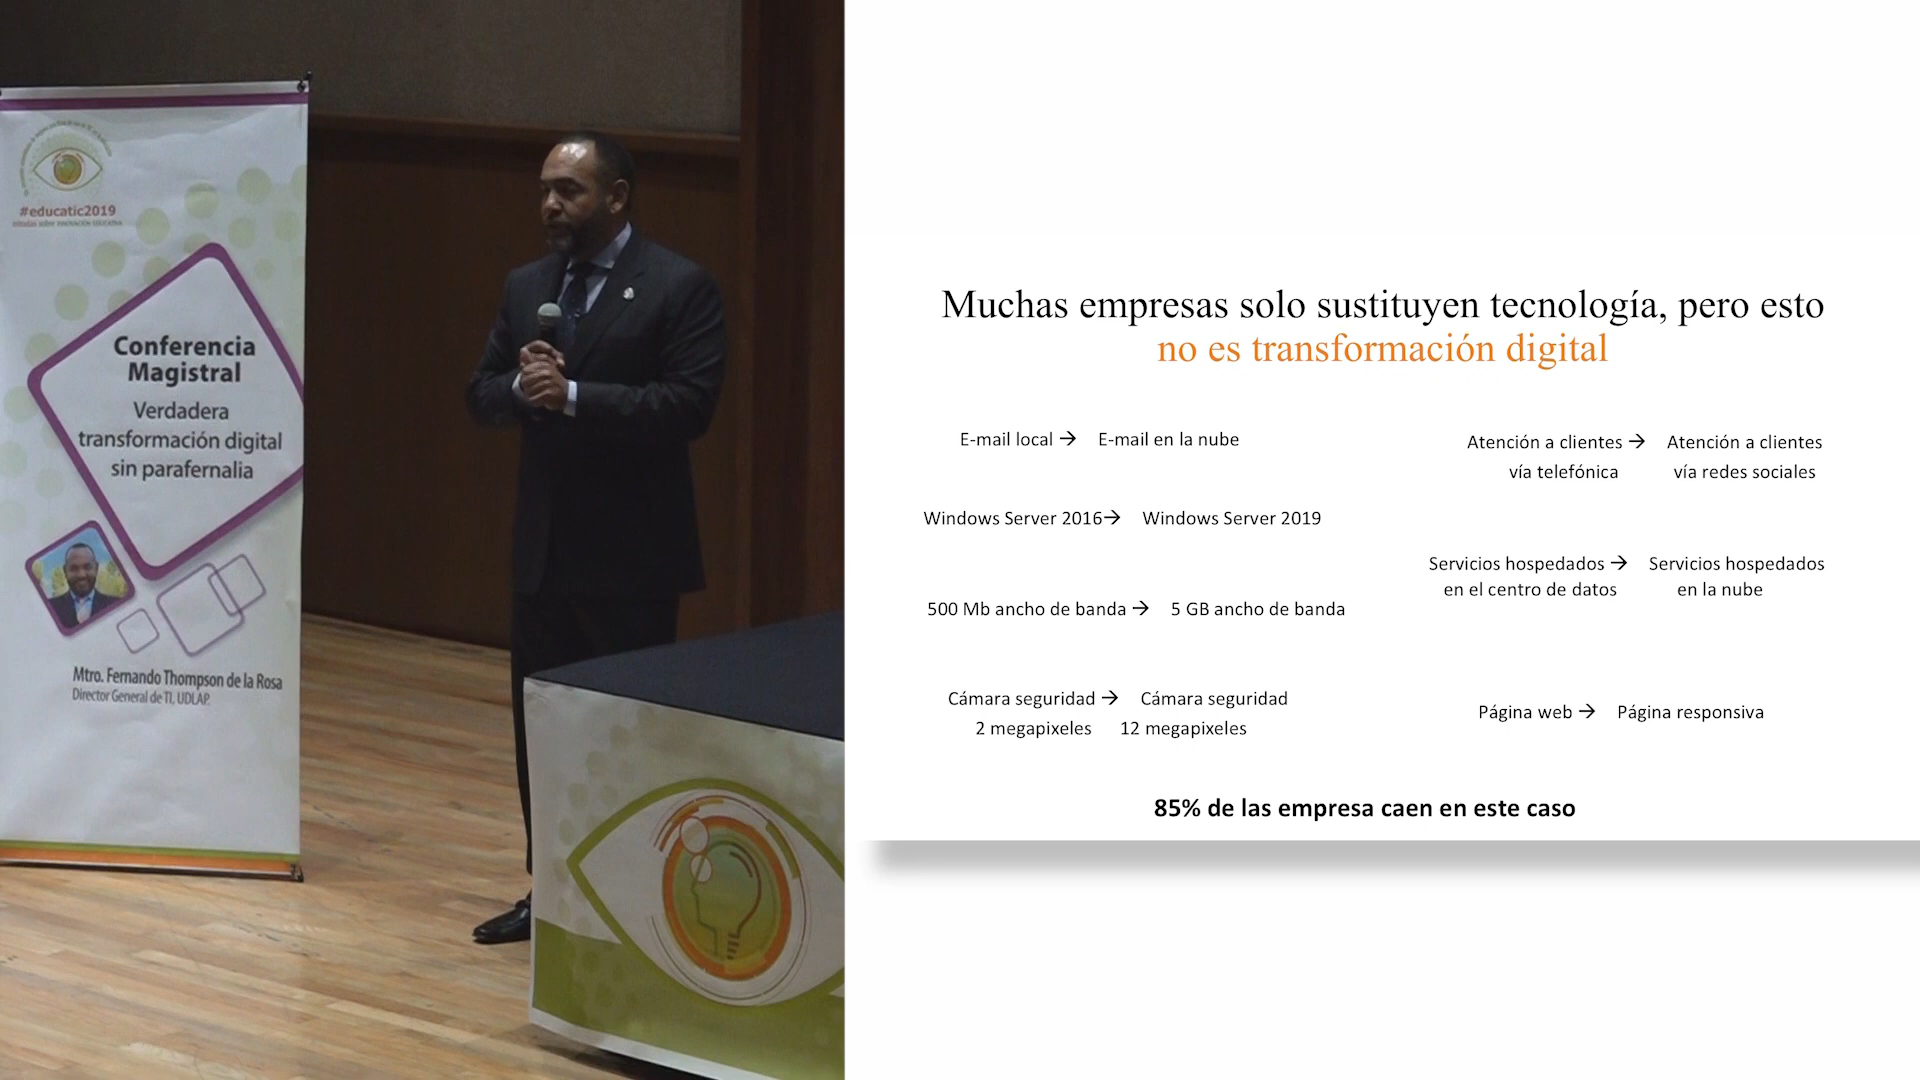 #educatic2019
Conferencia
Magistral
Verdadera
transformación digital
sin parafernalia
Mtro. Fernando Thompson de la Rosa
Director General de TI, UDLAP.
Muchas empresas solo sustituyen tecnología, pero esto
no es transformación digital
E-mail local → E-mail en la nube
Windows Server 2016→ Windows Server 2019
500 Mb ancho de banda → 5 GB ancho de banda
Cámara seguridad → Cámara seguridad
2 megapixeles 12 megapixeles
Atención a clientes → Atención a clientes
vía telefónica vía redes sociales
Servicios hospedados → Servicios hospedados
en el centro de datos en la nube
Página web → Página responsiva
85% de las empresa caen en este caso